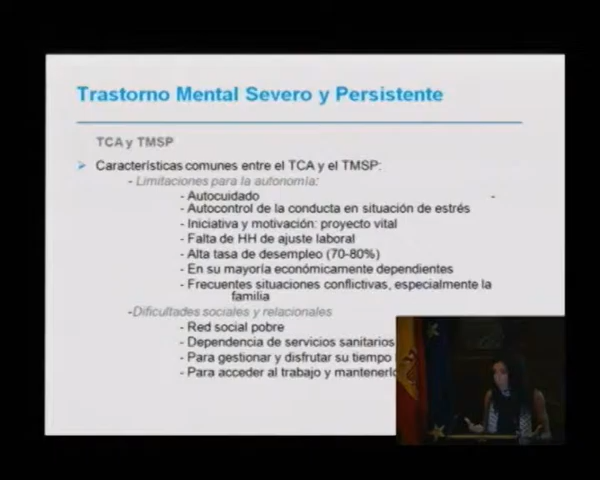 Trastorno Mental Severo y Persistente
TCA y TMSP
➢ Características comunes entre el TCA y el TMSP:
- Limitaciones para la autonomía:
- Autocuidado -
- Autocontrol de la conducta en situación de estrés
- Iniciativa y motivación: proyecto vital
- Falta de HH de ajuste laboral
- Alta tasa de desempleo (70-80%)
- En su mayoría económicamente dependientes
- Frecuentes situaciones conflictivas, especialmente la
familia
-Dificultades sociales y relacionales
- Red social pobre
- Dependencia de servicios sanitarios
- Para gestionar y disfrutar su tiempo
- Para acceder al trabajo y mantenerlo